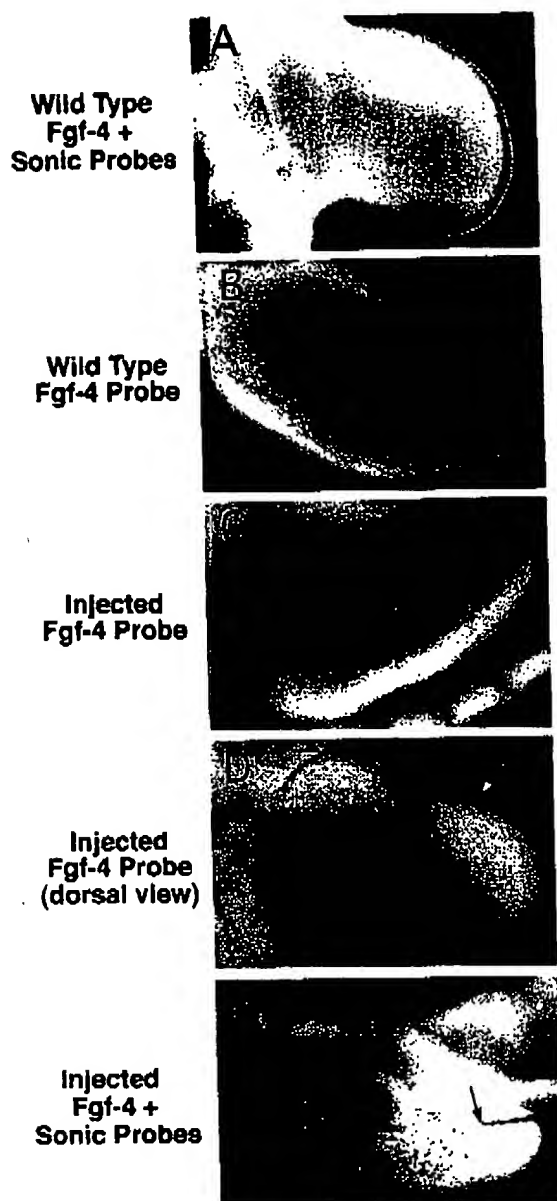 A
Wild Type
Fgf-4 +
Sonic Probes
B
Wild Type
Fgf-4 Probe
C
Injected
Fgf-4 Probe
D
Injected
Fgf-4 Probe
(dorsal view)
Injected
Fgf-4 +
Sonic Probes